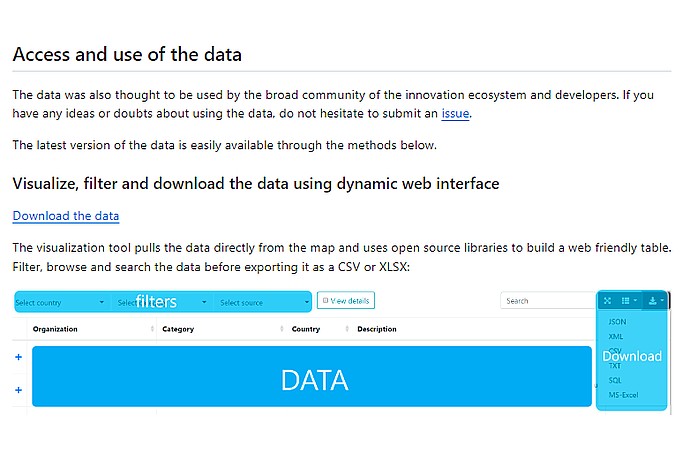 Access and use of the data
The data was also thought to be used by the broad community of the innovation ecosystem and developers. If you
have any ideas or doubts about using the data, do not hesitate to submit an issue.
The latest version of the data is easily available through the methods below.
Visualize, filter and download the data using dynamic web interface
Download the data
The visualization tool pulls the data directly from the map and uses open source libraries to build a web friendly table.
Filter, browse and search the data before exporting it as a CSV or XLSX:
Select country filters Select source View details Search
Organization Category Country Description
JSON
XML
CSV
Download
TXT
SQL
MS-Excel
DATA